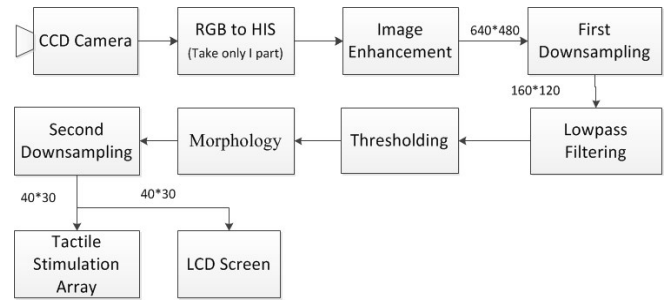 CCD Camera
RGB to HIS
(Take only I part)
Image
Enhancement
640*480
First
Downsampling
160*120
Lowpass
Filtering
Thresholding
Morphology
Second
Downsampling
40*30
40*30
Tactile
Stimulation
Array
LCD Screen